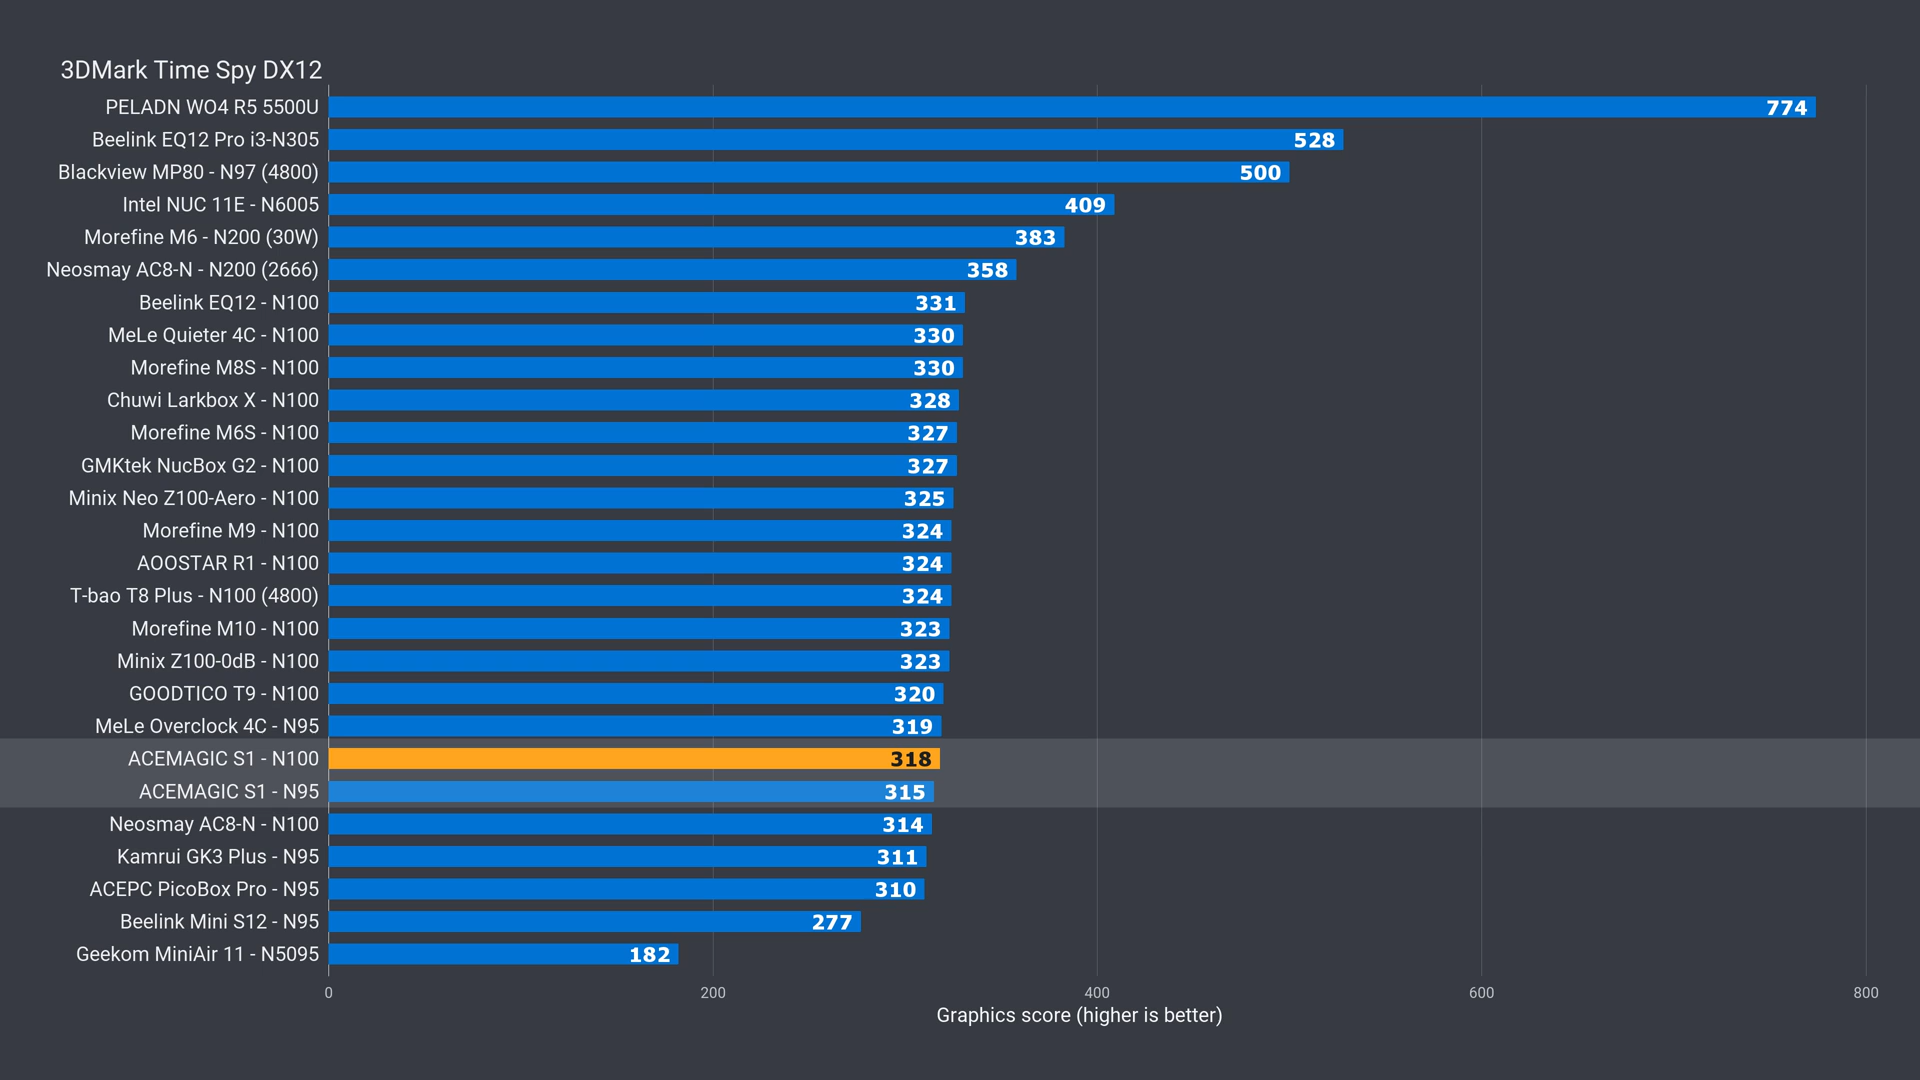 3DMark Time Spy DX12
PELADN WO4 R5 5500U 774
Beelink EQ12 Pro i3-N305 528
Blackview MP80 - N97 (4800) 500
Intel NUC 11E - N6005 409
Morefine M6 - N200 (30W) 383
Neosmay AC8-N - N200 (2666) 358
Beelink EQ12 - N100 331
MeLe Quieter 4C - N100 330
Morefine M8S - N100 330
Chuwi Larkbox X - N100 328
Morefine M6S - N100 327
GMKtek NucBox G2 - N100 327
Minix Neo Z100-Aero - N100 325
Morefine M9 - N100 324
AOOSTAR R1 - N100 324
T-bao T8 Plus - N100 (4800) 324
Morefine M10 - N100 323
Minix Z100-0dB - N100 323
GOODTICO T9 - N100 320
MeLe Overclock 4C - N95 319
ACEMAGIC S1 - N100 318
ACEMAGIC S1 - N95 315
Neosmay AC8-N - N100 314
Kamrui GK3 Plus - N95 311
ACEPC PicoBox Pro - N95 310
Beelink Mini S12 - N95 277
Geekom MiniAir 11 - N5095 182
0 200 400 600 800
Graphics score (higher is better)